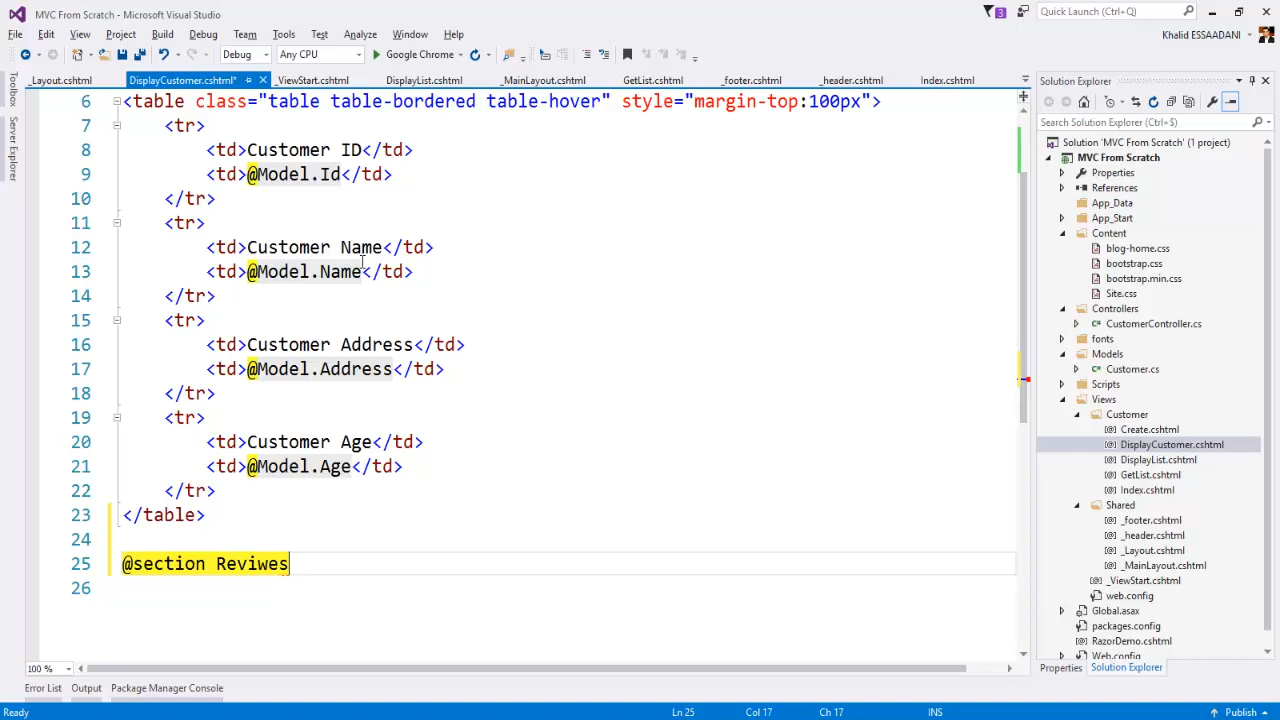 MVC From Scratch - Microsoft Visual Studio
3
Quick Launch (Ctrl+Q)
File Edit View Project Build Debug Team Tools Test Analyze Window Help
Khalid ESSAADANI
Debug Any CPU Google Chrome
_Layout.cshtml DisplayCustomer.cshtml* _ViewStart.cshtml DisplayList.cshtml _MainLayout.cshtml GetList.cshtml _footer.cshtml _header.cshtml Index.cshtml
Toolbox
Server Explorer
6 <table class="table table-bordered table-hover" style="margin-top:100px">
7 <tr>
8 <td>Customer ID</td>
9 <td>@Model.Id</td>
10 </tr>
11 <tr>
12 <td>Customer Name</td>
13 <td>@Model.Name</td>
14 </tr>
15 <tr>
16 <td>Customer Address</td>
17 <td>@Model.Address</td>
18 </tr>
19 <tr>
20 <td>Customer Age</td>
21 <td>@Model.Age</td>
22 </tr>
23 </table>
24
25 @section Reviwes
26
100 %
Solution Explorer
Search Solution Explorer (Ctrl+$)
Solution 'MVC From Scratch' (1 project)
MVC From Scratch
Properties
References
App_Data
App_Start
Content
blog-home.css
bootstrap.css
bootstrap.min.css
Site.css
Controllers
CustomerController.cs
fonts
Models
Customer.cs
Scripts
Views
Customer
Create.cshtml
DisplayCustomer.cshtml
DisplayList.cshtml
GetList.cshtml
Index.cshtml
Shared
_footer.cshtml
_header.cshtml
_Layout.cshtml
_MainLayout.cshtml
_ViewStart.cshtml
web.config
Global.asax
packages.config
RazorDemo.cshtml
Web.config
Properties Solution Explorer
Error List Output Package Manager Console
Ready Ln 25 Col 17 Ch 17 INS Publish